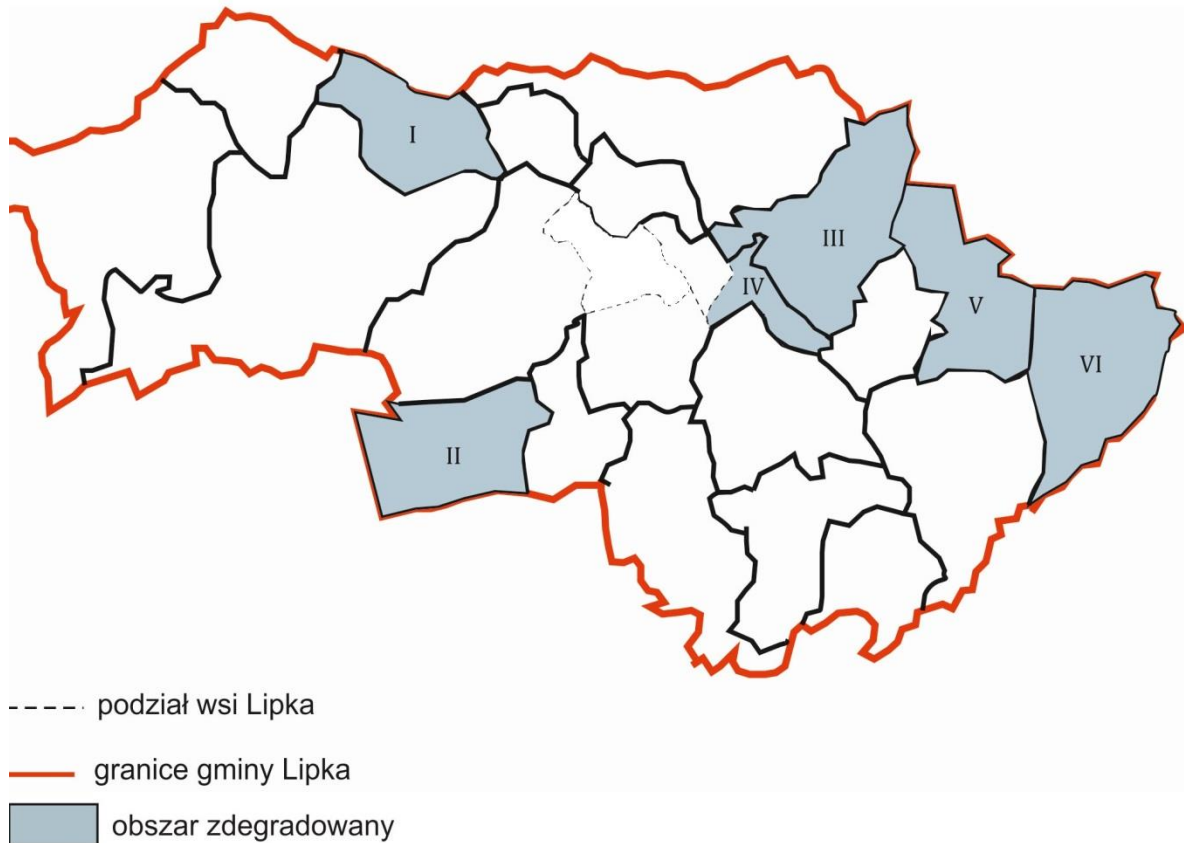 I
III
IV
V
VI
II
podział wsi Lipka
granice gminy Lipka
obszar zdegradowany